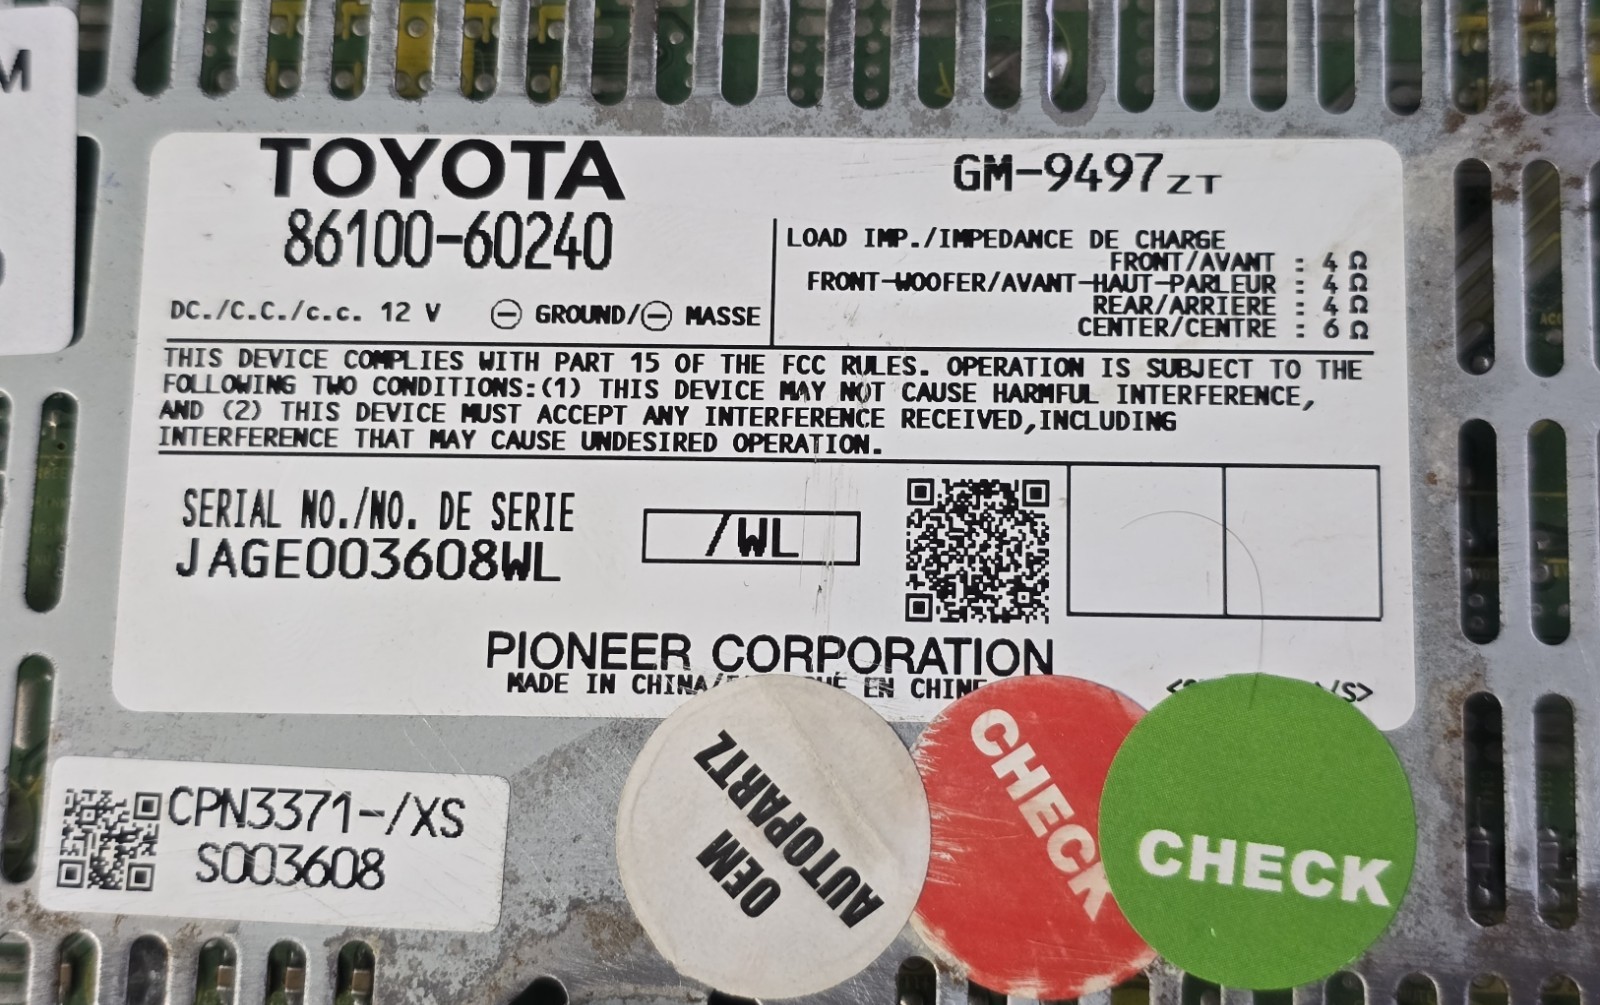 M
TOYOTA
86100-60240
DC./C.C./c.c. 12 V ⊖ GROUND/⊖ MASSE
GM-9497ZT
LOAD IMP./IMPEDANCE DE CHARGE
FRONT/AVANT : 4 Ω
FRONT-WOOFER/AVANT-HAUT-PARLEUR : 4 Ω
REAR/ARRIERE : 4 Ω
CENTER/CENTRE : 6 Ω
THIS DEVICE COMPLIES WITH PART 15 OF THE FCC RULES. OPERATION IS SUBJECT TO THE
FOLLOWING TWO CONDITIONS:(1) THIS DEVICE MAY NOT CAUSE HARMFUL INTERFERENCE,
AND (2) THIS DEVICE MUST ACCEPT ANY INTERFERENCE RECEIVED,INCLUDING
INTERFERENCE THAT MAY CAUSE UNDESIRED OPERATION.
SERIAL NO./NO. DE SERIE
JAGE003608WL
/WL
PIONEER CORPORATION
MADE IN CHINA/ EN CHINE
/S>
CPN3371-/XS
S003608
OEM
AUTOPARTZ
CHECK
CHECK